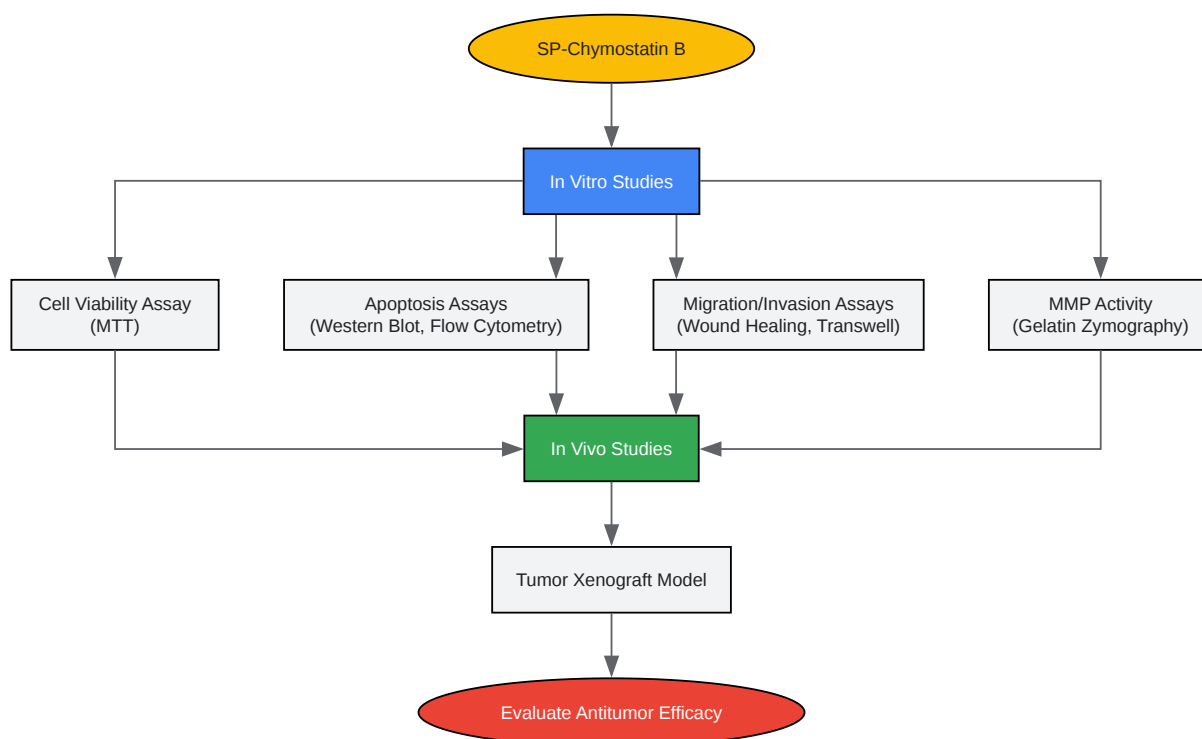 SP-Chymostatin B
In Vitro Studies
Cell Viability Assay
(MTT)
Apoptosis Assays
(Western Blot, Flow Cytometry)
Migration/Invasion Assays
(Wound Healing, Transwell)
MMP Activity
(Gelatin Zymography)
In Vivo Studies
Tumor Xenograft Model
Evaluate Antitumor Efficacy